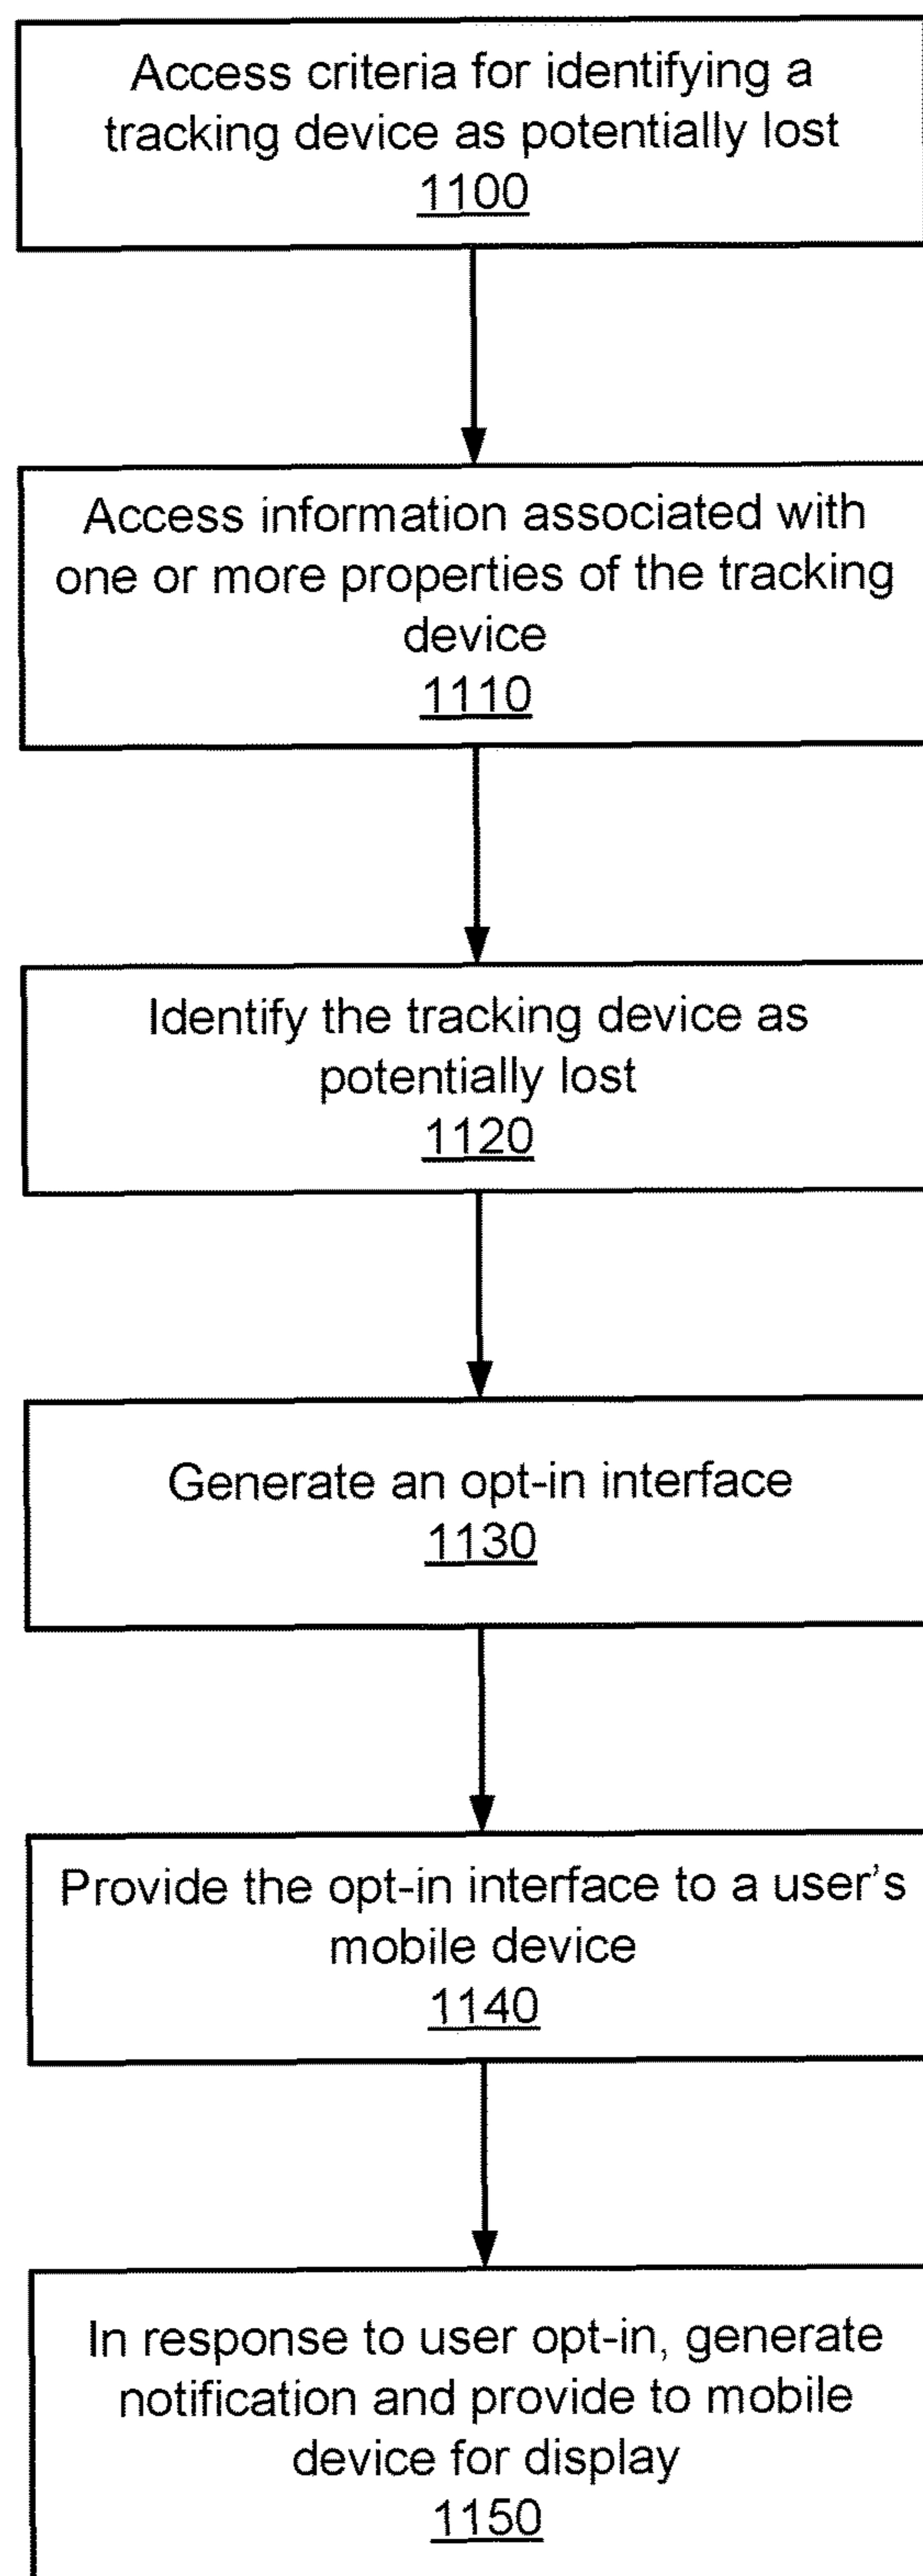 Access criteria for identifying a
tracking device as potentially lost
1100
Access information associated with
one or more properties of the tracking
device
1110
Identify the tracking device as
potentially lost
1120
Generate an opt-in interface
1130
Provide the opt-in interface to a user's
mobile device
1140
In response to user opt-in, generate
notification and provide to mobile
device for display
1150